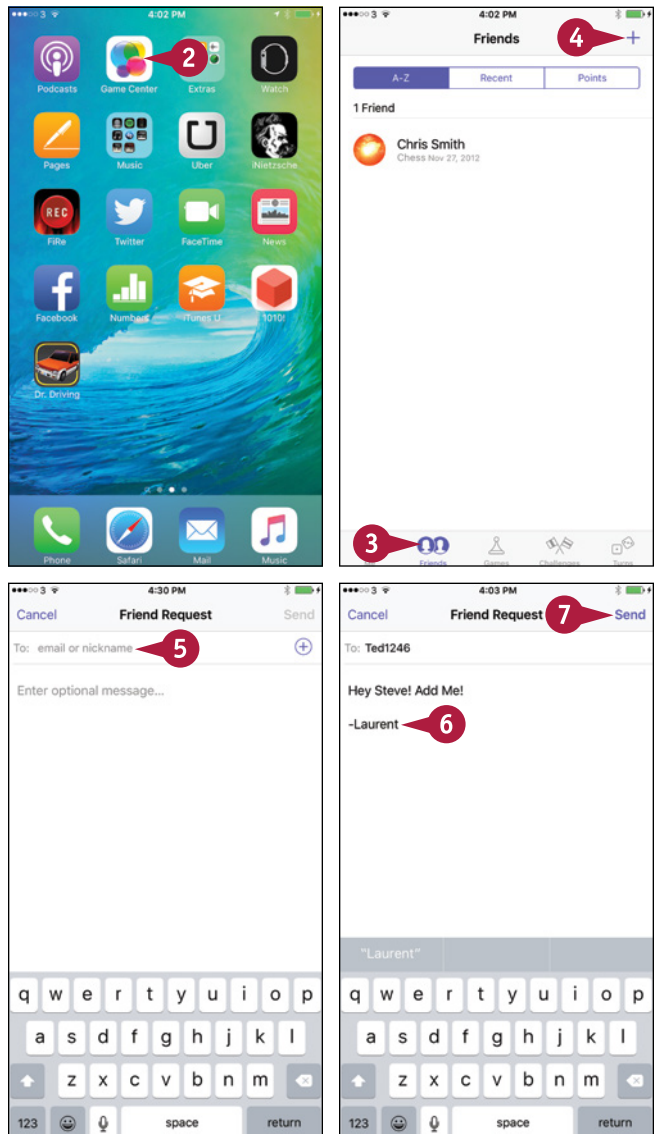 3 4:02 PM
2
Podcasts Game Center Extras Watch
Pages Music Uber iNietzsche
REC
FiRe Twitter FaceTime News
Facebook Numbers iTunes U 1010!
Dr. Driving
Phone Safari Mail Music
3 4:02 PM
Friends 4 +
A-Z Recent Points
1 Friend
Chris Smith
Chess Nov 27, 2012
3
Friends Games Challenges Turns
3 4:30 PM
Cancel Friend Request Send
To: email or nickname 5
Enter optional message...
q w e r t y u i o p
a s d f g h j k l
z x c v b n m
123 space return
3 4:03 PM
Cancel Friend Request 7 Send
To: Ted1246
Hey Steve! Add Me!
-Laurent 6
"Laurent"
q w e r t y u i o p
a s d f g h j k l
z x c v b n m
123 space return